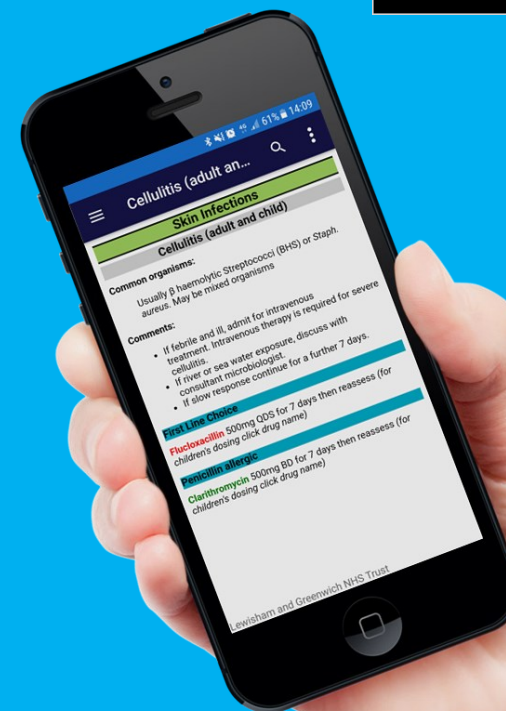 61% 14:09
Cellulitis (adult an...
Skin Infections
Cellulitis (adult and child)
Common organisms:
Usually β haemolytic Streptococci (BHS) or Staph.
aureus. May be mixed organisms
Comments:
• If febrile and ill, admit for intravenous
treatment. Intravenous therapy is required for severe
cellulitis.
• If river or sea water exposure, discuss with
consultant microbiologist.
• If slow response continue for a further 7 days.
First Line Choice
Flucloxacillin 500mg QDS for 7 days then reassess (for
children's dosing click drug name)
Penicillin allergic
Clarithromycin 500mg BD for 7 days then reassess (for
children's dosing click drug name)
Lewisham and Greenwich NHS Trust